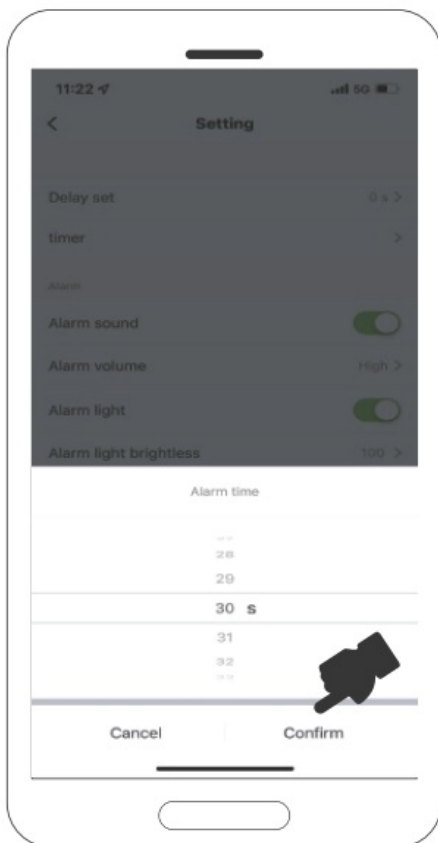 11:22 5G
Setting
Delay set 0 s >
timer >
Alarm
Alarm sound
Alarm volume High >
Alarm light
Alarm light brightless 100 >
Alarm time
28
29
30 s
31
32
Cancel Confirm